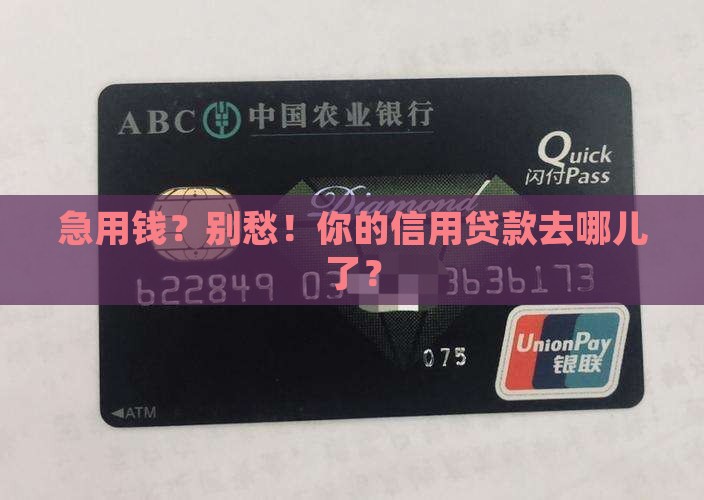 ABC 中国农业银行
Quick
闪付Pass
Diamond
急用钱？别愁！你的信用贷款去哪儿
了？
622849 03 3636173
075
UnionPay
银联
◀ATM